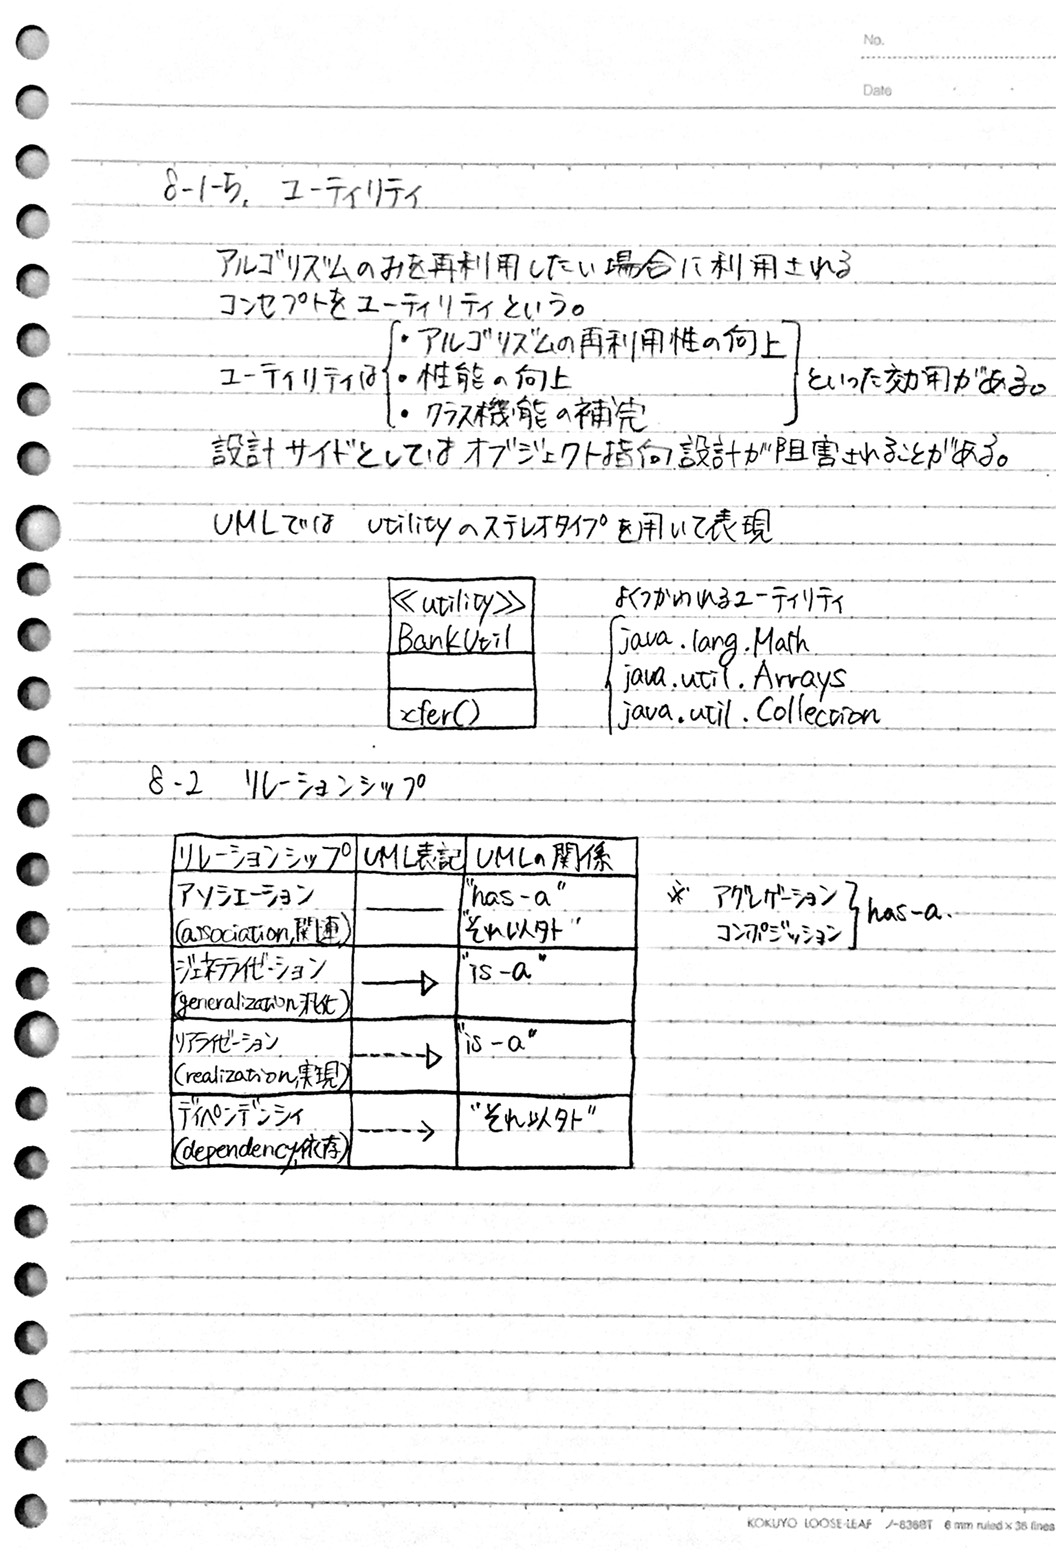 No.
Date
8-1-5. ユーティリティ
アルゴリズムのみを再利用したい場合に利用される
コンセプトをユーティリティという。
ユーティリティは
・アルゴリズムの再利用性の向上
・性能の向上
・クラス機能の補完
といった効用がある。
設計サイドとしてはオブジェクト指向設計が阻害されることがある。
UMLでは utilityのステレオタイプを用いて表現
≪utility≫
BankUtil
xfer()
よくつかわれるユーティリティ
java.lang.Math
java.util.Arrays
java.util.Collection
8-2 リレーションシップ
リレーションシップ UML表記 UMLの関係
アソシエーション "has-a"
(association,関連) "それ以外"
ジェネライゼーション "is-a"
(generalization,汎化)
リアライゼーション "is-a"
(realization,実現)
ディペンデンシィ "それ以外"
(dependency,依存)
※ アグレゲーション
コンポジッション
has-a.
KOKUYO LOOSE-LEAF ノ-836BT 6 mm ruled×36 lines